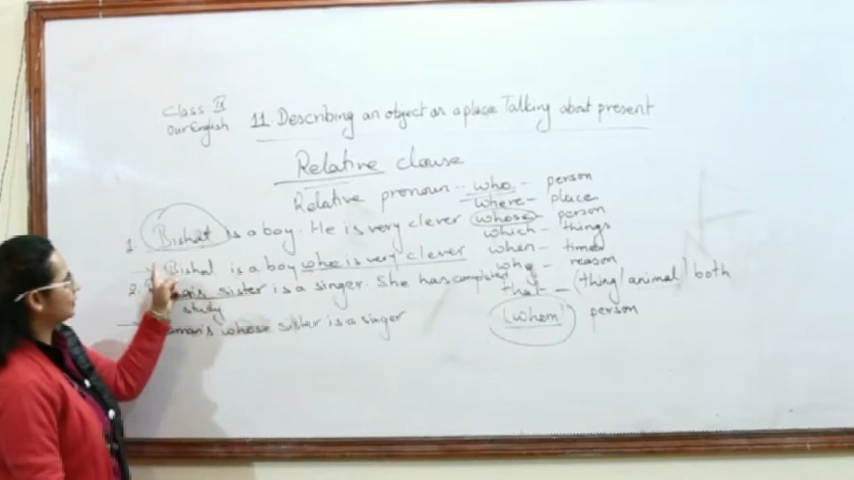 Class IX
Our English
11. Describing an object or a place Talking about present
Relative clause
Relative pronoun - who - person
where - place
1. Bishal is a boy. He is very clever
whose - person
which - things
Bishal is a boy who is very clever
when - time
why - reason
2. sister is a singer. She has completed
study
that - (thing/animal) both
whose sister is a singer
(whom) person